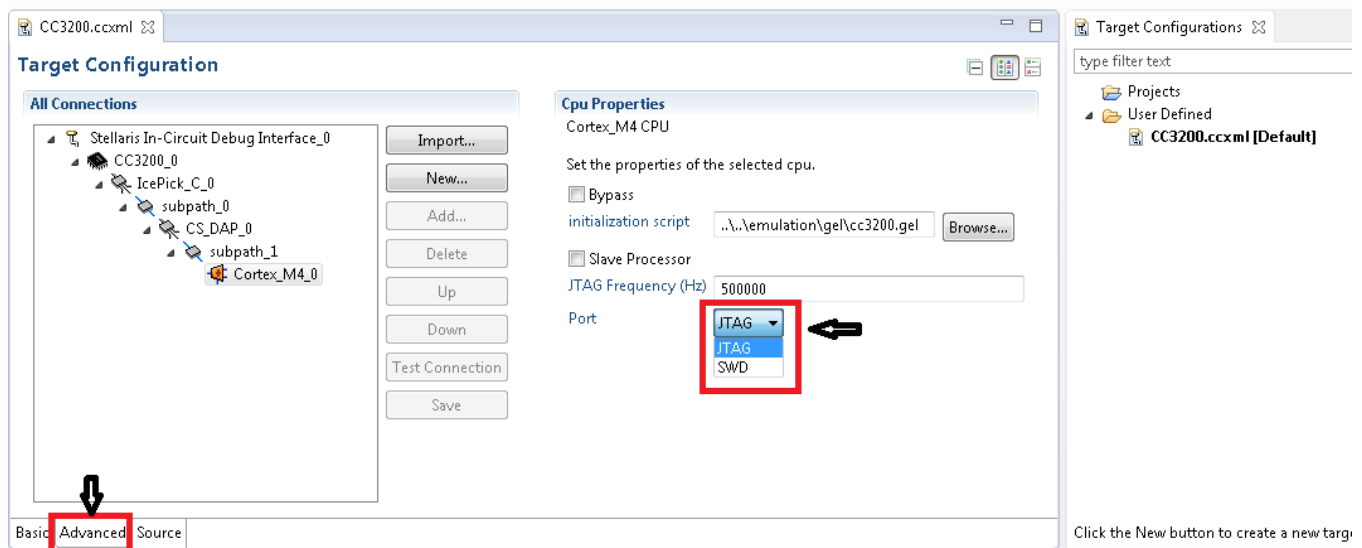 CC3200.ccxml
Target Configuration
All Connections
Stellaris In-Circuit Debug Interface_0
CC3200_0
IcePick_C_0
subpath_0
CS_DAP_0
subpath_1
Cortex_M4_0
Import...
New...
Add...
Delete
Up
Down
Test Connection
Save
Cpu Properties
Cortex_M4 CPU
Set the properties of the selected cpu.
Bypass
initialization script ..\..\emulation\gel\cc3200.gel Browse...
Slave Processor
JTAG Frequency (Hz) 500000
Port JTAG
JTAG
SWD
Basic Advanced Source
Target Configurations
type filter text
Projects
User Defined
CC3200.ccxml [Default]
Click the New button to create a new targe